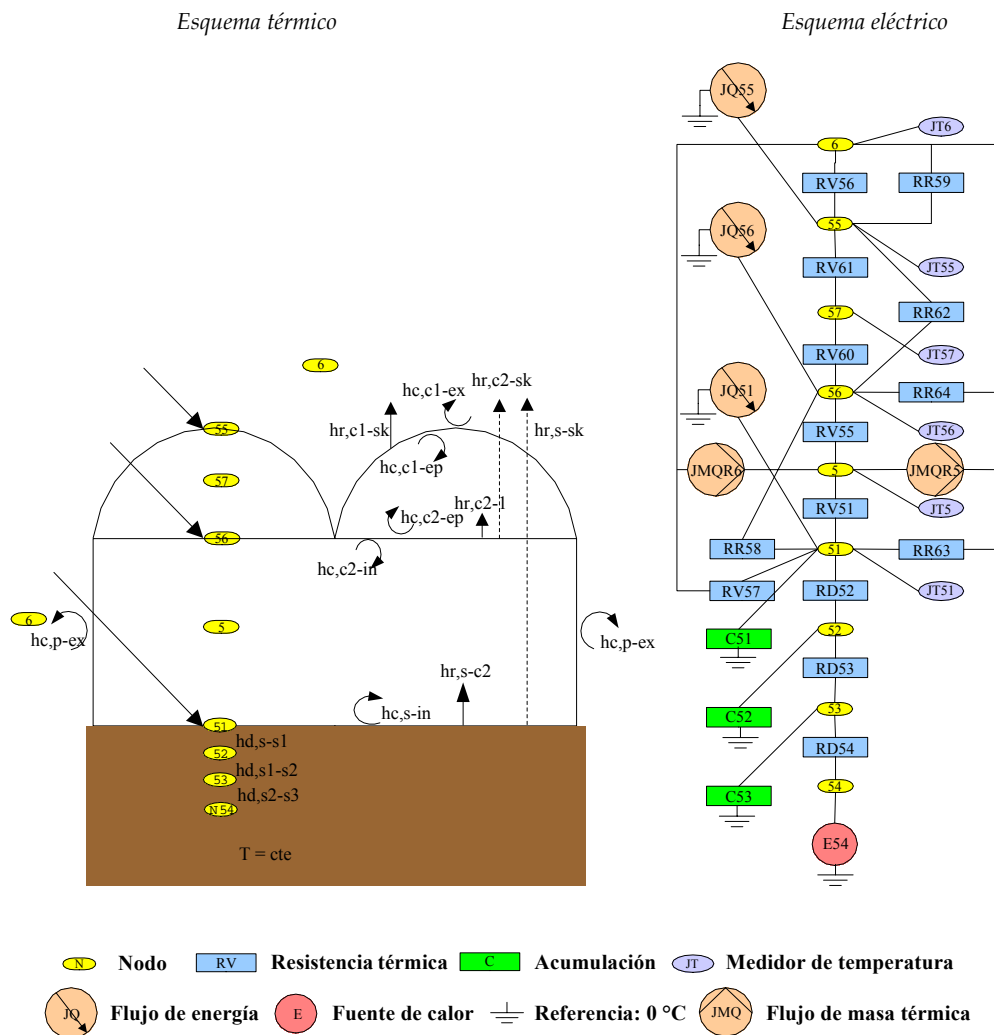 Esquema térmico
Esquema eléctrico
6
55
57
56
6
5
51
52
53
N 54
hc,c1-ex
hr,c2-sk
hr,c1-sk
hr,s-sk
hc,c1-ep
hr,c2-1
hc,c2-ep
hc,c2-in
hc,p-ex
hc,p-ex
hr,s-c2
hc,s-in
hd,s-s1
hd,s1-s2
hd,s2-s3
T = cte
JQ55
JT6
6
RV56
RR59
55
JQ56
RV61
JT55
57
RR62
RV60
JT57
JQ51
56
RR64
RV55
JT56
JMQR6
5
JMQR5
RV51
JT5
RR58
51
RR63
RV57
RD52
JT51
C51
52
RD53
C52
53
RD54
C53
54
E54
N Nodo RV Resistencia térmica C Acumulación JT Medidor de temperatura
JQ Flujo de energía E Fuente de calor Referencia: 0 °C JMQ Flujo de masa térmica